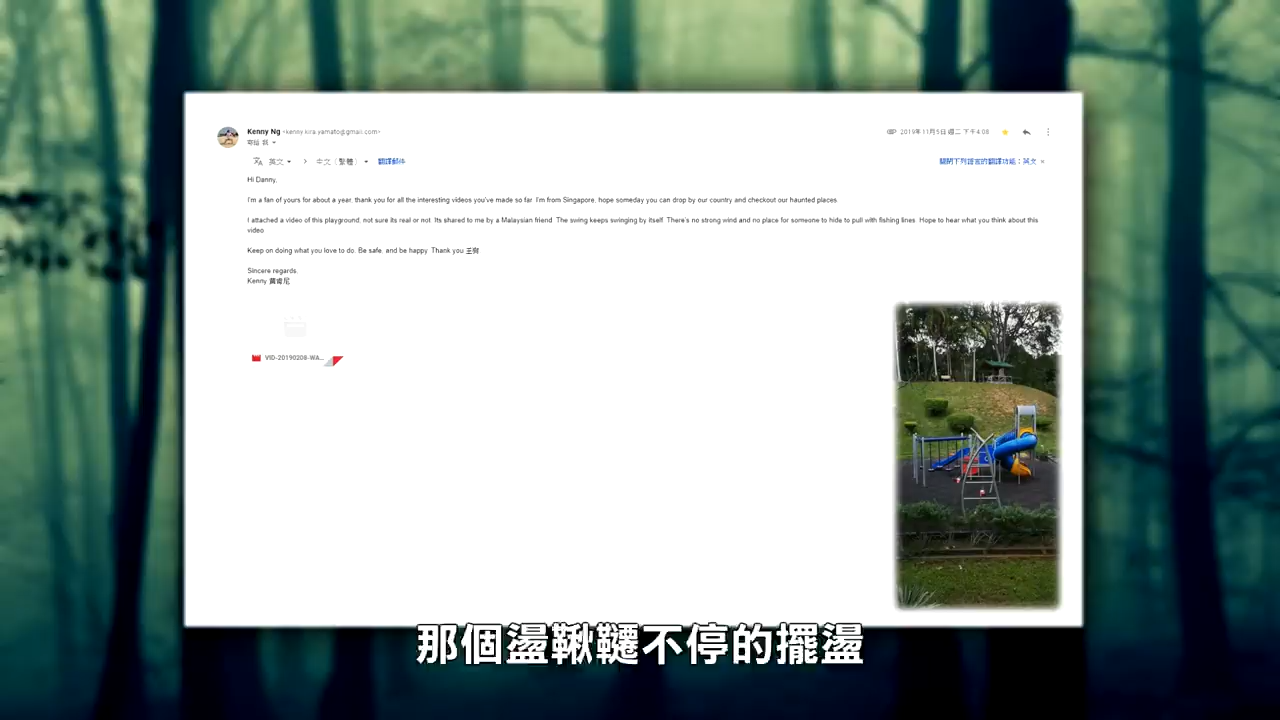 Kenny Ng <kenny.kira.yamato@gmail.com>
2019年11月5日 週二 下午4:08
寄給 我
英文 > 中文（繁體） 翻譯郵件
關閉下列語言的翻譯功能：英文 ×
Hi Danny,
I'm a fan of yours for about a year, thank you for all the interesting videos you've made so far. I'm from Singapore, hope someday you can drop by our country and checkout our haunted places.
I attached a video of this playground, not sure its real or not. Its shared to me by a Malaysian friend. The swing keeps swinging by itself. There's no strong wind and no place for someone to hide to pull with fishing lines. Hope to hear what you think about this
video.
Keep on doing what you love to do. Be safe, and be happy. Thank you
Sincere regards,
Kenny 黃肯尼
VID-20190208-WA...
那個盪鞦韆不停的擺盪